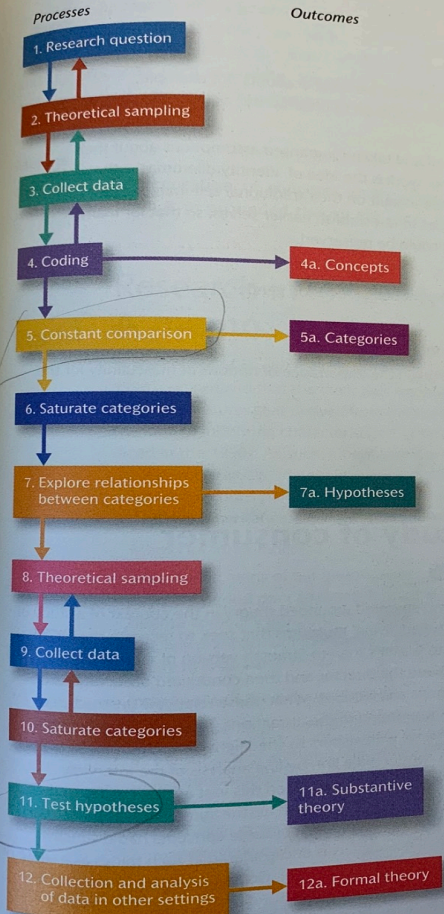 Processes
Outcomes
1. Research question
2. Theoretical sampling
3. Collect data
4. Coding
4a. Concepts
5. Constant comparison
5a. Categories
6. Saturate categories
7. Explore relationships
between categories
7a. Hypotheses
8. Theoretical sampling
9. Collect data
10. Saturate categories
?
11. Test hypotheses
11a. Substantive
theory
12. Collection and analysis
of data in other settings
12a. Formal theory